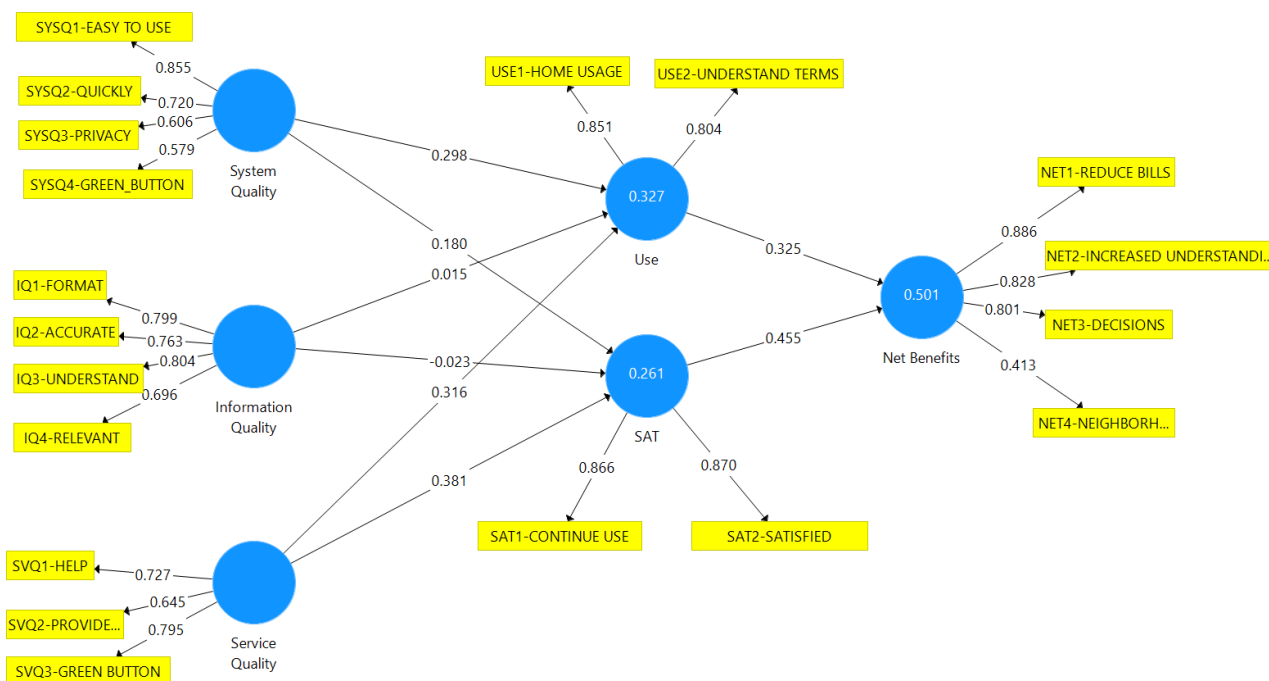 SYSQ1-EASY TO USE
0.855
SYSQ2-QUICKLY
0.720
SYSQ3-PRIVACY
0.606
SYSQ4-GREEN_BUTTON
0.579
System
Quality
IQ1-FORMAT
0.799
IQ2-ACCURATE
0.763
IQ3-UNDERSTAND
0.804
IQ4-RELEVANT
0.696
Information
Quality
SVQ1-HELP
0.727
SVQ2-PROVIDE...
0.645
SVQ3-GREEN BUTTON
0.795
Service
Quality
0.298
0.180
0.015
-0.023
0.316
0.381
USE1-HOME USAGE
USE2-UNDERSTAND TERMS
0.851
0.804
0.327
Use
0.261
SAT
0.866
0.870
SAT1-CONTINUE USE
SAT2-SATISFIED
0.325
0.455
0.501
Net Benefits
NET1-REDUCE BILLS
0.886
NET2-INCREASED UNDERSTANDI...
0.828
0.801
NET3-DECISIONS
0.413
NET4-NEIGHBORH...